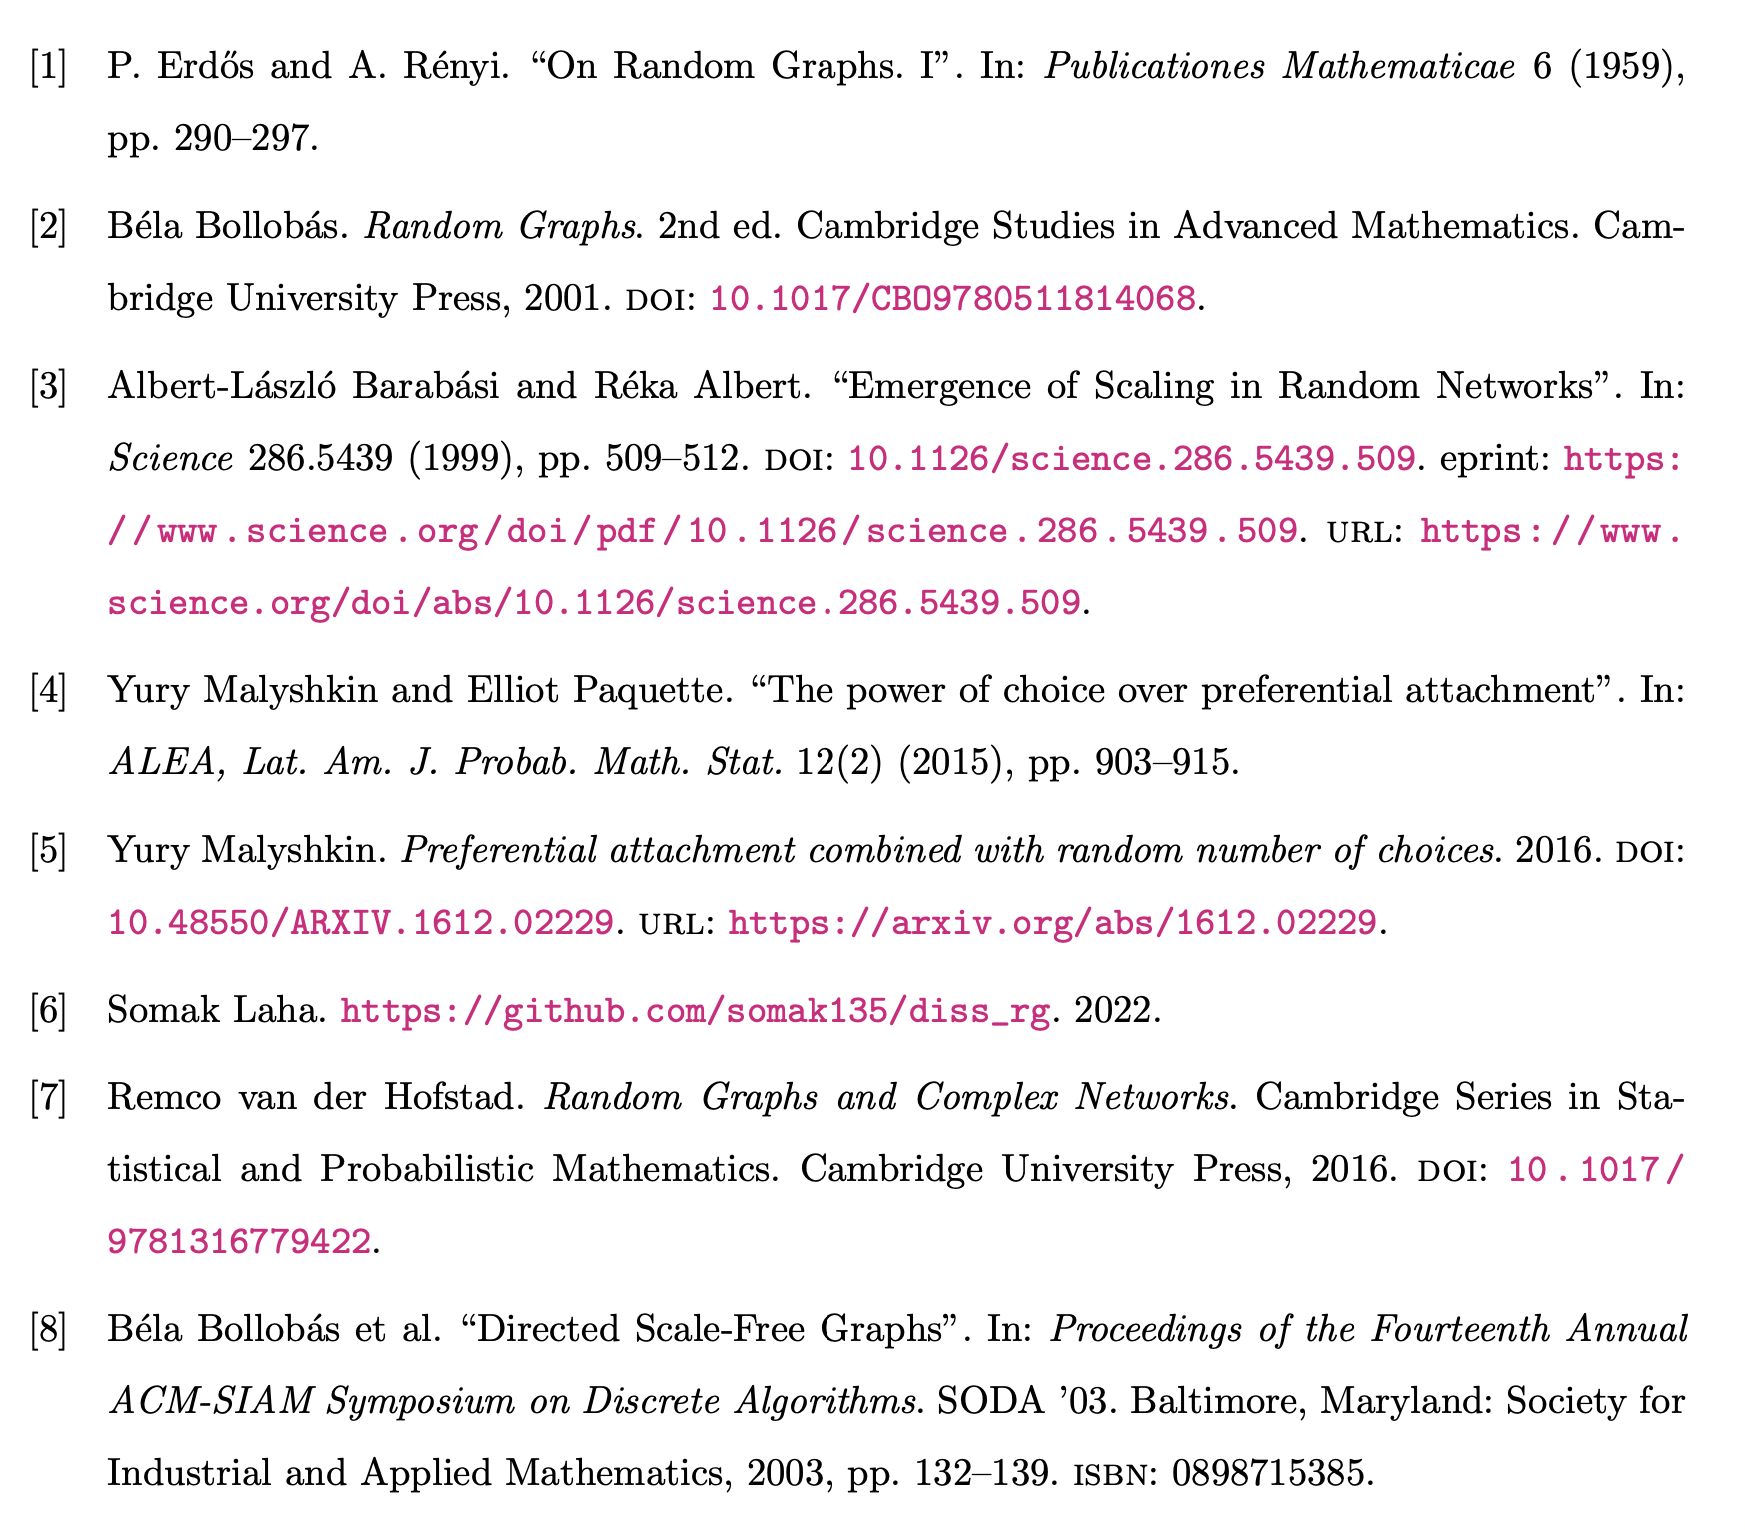 [1] P. Erdős and A. Rényi. “On Random Graphs. I”. In: Publicationes Mathematicae 6 (1959),
pp. 290–297.
[2] Béla Bollobás. Random Graphs. 2nd ed. Cambridge Studies in Advanced Mathematics. Cam-
bridge University Press, 2001. DOI: 10.1017/CBO9780511814068.
[3] Albert-László Barabási and Réka Albert. “Emergence of Scaling in Random Networks”. In:
Science 286.5439 (1999), pp. 509–512. DOI: 10.1126/science.286.5439.509. eprint: https:
//www.science.org/doi/pdf/10.1126/science.286.5439.509. URL: https://www.
science.org/doi/abs/10.1126/science.286.5439.509.
[4] Yury Malyshkin and Elliot Paquette. “The power of choice over preferential attachment”. In:
ALEA, Lat. Am. J. Probab. Math. Stat. 12(2) (2015), pp. 903–915.
[5] Yury Malyshkin. Preferential attachment combined with random number of choices. 2016. DOI:
10.48550/ARXIV.1612.02229. URL: https://arxiv.org/abs/1612.02229.
[6] Somak Laha. https://github.com/somak135/diss_rg. 2022.
[7] Remco van der Hofstad. Random Graphs and Complex Networks. Cambridge Series in Sta-
tistical and Probabilistic Mathematics. Cambridge University Press, 2016. DOI: 10.1017/
9781316779422.
[8] Béla Bollobás et al. “Directed Scale-Free Graphs”. In: Proceedings of the Fourteenth Annual
ACM-SIAM Symposium on Discrete Algorithms. SODA ’03. Baltimore, Maryland: Society for
Industrial and Applied Mathematics, 2003, pp. 132–139. ISBN: 0898715385.